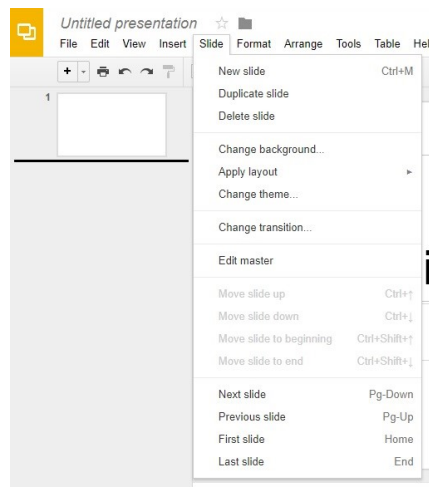 Untitled presentation
File Edit View Insert Slide Format Arrange Tools Table
New slide Ctrl+M
Duplicate slide
Delete slide
1
Change background...
Apply layout
Change theme...
Change transition...
Edit master
Move slide up Ctrl+↑
Move slide down Ctrl+↓
Move slide to beginning Ctrl+Shift+↑
Move slide to end Ctrl+Shift+↓
Next slide Pg-Down
Previous slide Pg-Up
First slide Home
Last slide End